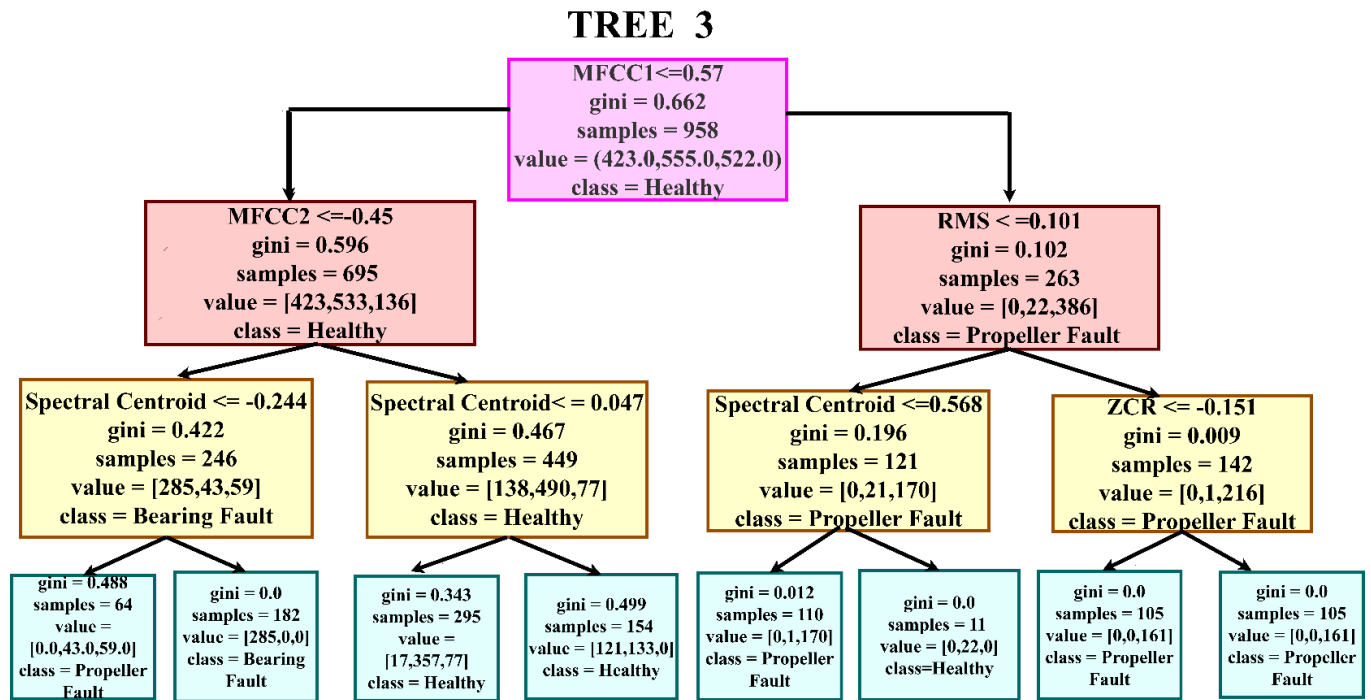 TREE 3
MFCC1<=0.57
gini = 0.662
samples = 958
value = (423.0,555.0,522.0)
class = Healthy
MFCC2 <=-0.45
gini = 0.596
samples = 695
value = [423,533,136]
class = Healthy
RMS < =0.101
gini = 0.102
samples = 263
value = [0,22,386]
class = Propeller Fault
Spectral Centroid <= -0.244
gini = 0.422
samples = 246
value = [285,43,59]
class = Bearing Fault
Spectral Centroid< = 0.047
gini = 0.467
samples = 449
value = [138,490,77]
class = Healthy
Spectral Centroid <=0.568
gini = 0.196
samples = 121
value = [0,21,170]
class = Propeller Fault
ZCR <= -0.151
gini = 0.009
samples = 142
value = [0,1,216]
class = Propeller Fault
gini = 0.488
samples = 64
value =
[0.0,43.0,59.0]
class = Propeller
Fault
gini = 0.0
samples = 182
value = [285,0,0]
class = Bearing
Fault
gini = 0.343
samples = 295
value =
[17,357,77]
class = Healthy
gini = 0.499
samples = 154
value = [121,133,0]
class = Healthy
gini = 0.012
samples = 110
value = [0,1,170]
class = Propeller
Fault
gini = 0.0
samples = 11
value = [0,22,0]
class=Healthy
gini = 0.0
samples = 105
value = [0,0,161]
class = Propeller
Fault
gini = 0.0
samples = 105
value = [0,0,161]
class = Propeller
Fault